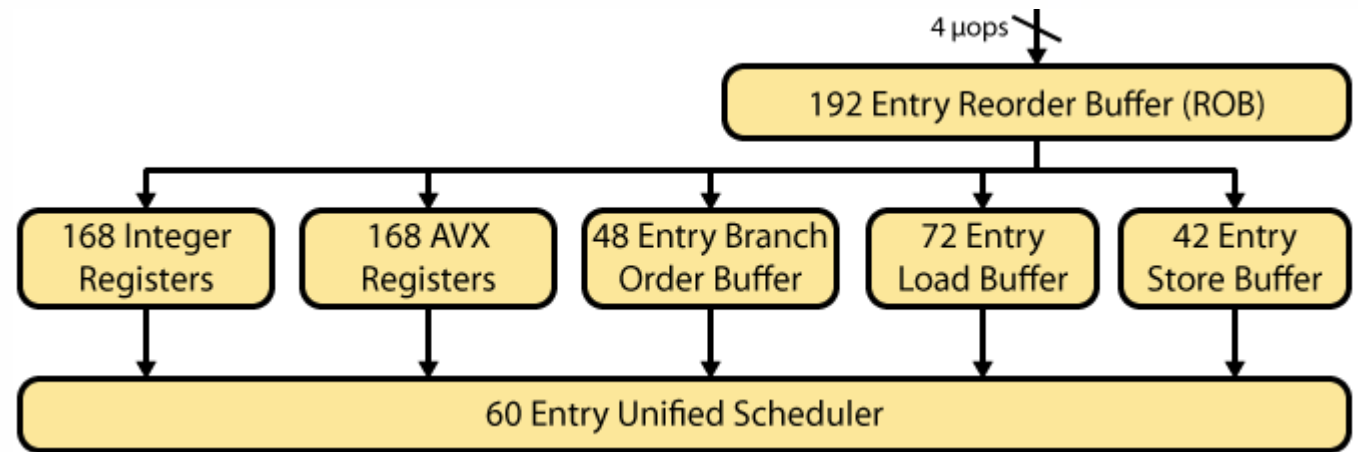 4 μops
192 Entry Reorder Buffer (ROB)
168 Integer
Registers
168 AVX
Registers
48 Entry Branch
Order Buffer
72 Entry
Load Buffer
42 Entry
Store Buffer
60 Entry Unified Scheduler